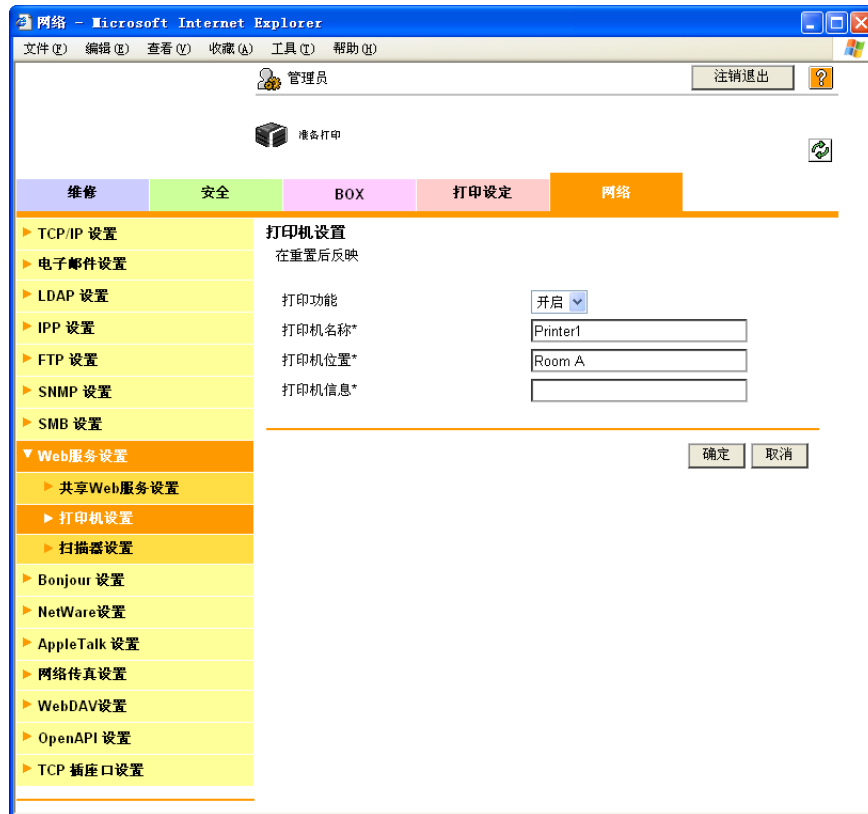 网络 - Microsoft Internet Explorer
文件(F) 编辑(E) 查看(V) 收藏(A) 工具(T) 帮助(H)
管理员
注销退出
?
准备打印
维修 安全 BOX 打印设定 网络
TCP/IP 设置
电子邮件设置
LDAP 设置
IPP 设置
FTP 设置
SNMP 设置
SMB 设置
Web服务设置
共享Web服务设置
打印机设置
扫描器设置
Bonjour 设置
NetWare设置
AppleTalk 设置
网络传真设置
WebDAV设置
OpenAPI 设置
TCP 插座口设置
打印机设置
在重置后反映
打印功能 开启
打印机名称* Printer1
打印机位置* Room A
打印机信息*
确定 取消